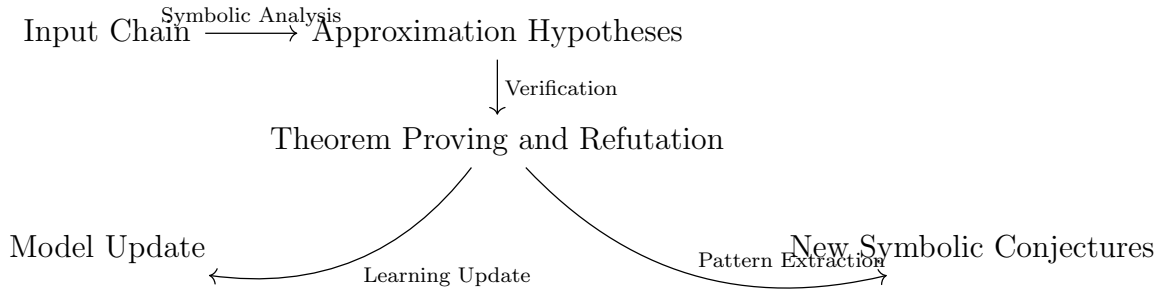 Symbolic Analysis
Input Chain
Approximation Hypotheses
Verification
Theorem Proving and Refutation
Model Update
New Symbolic Conjectures
Pattern Extraction
Learning Update